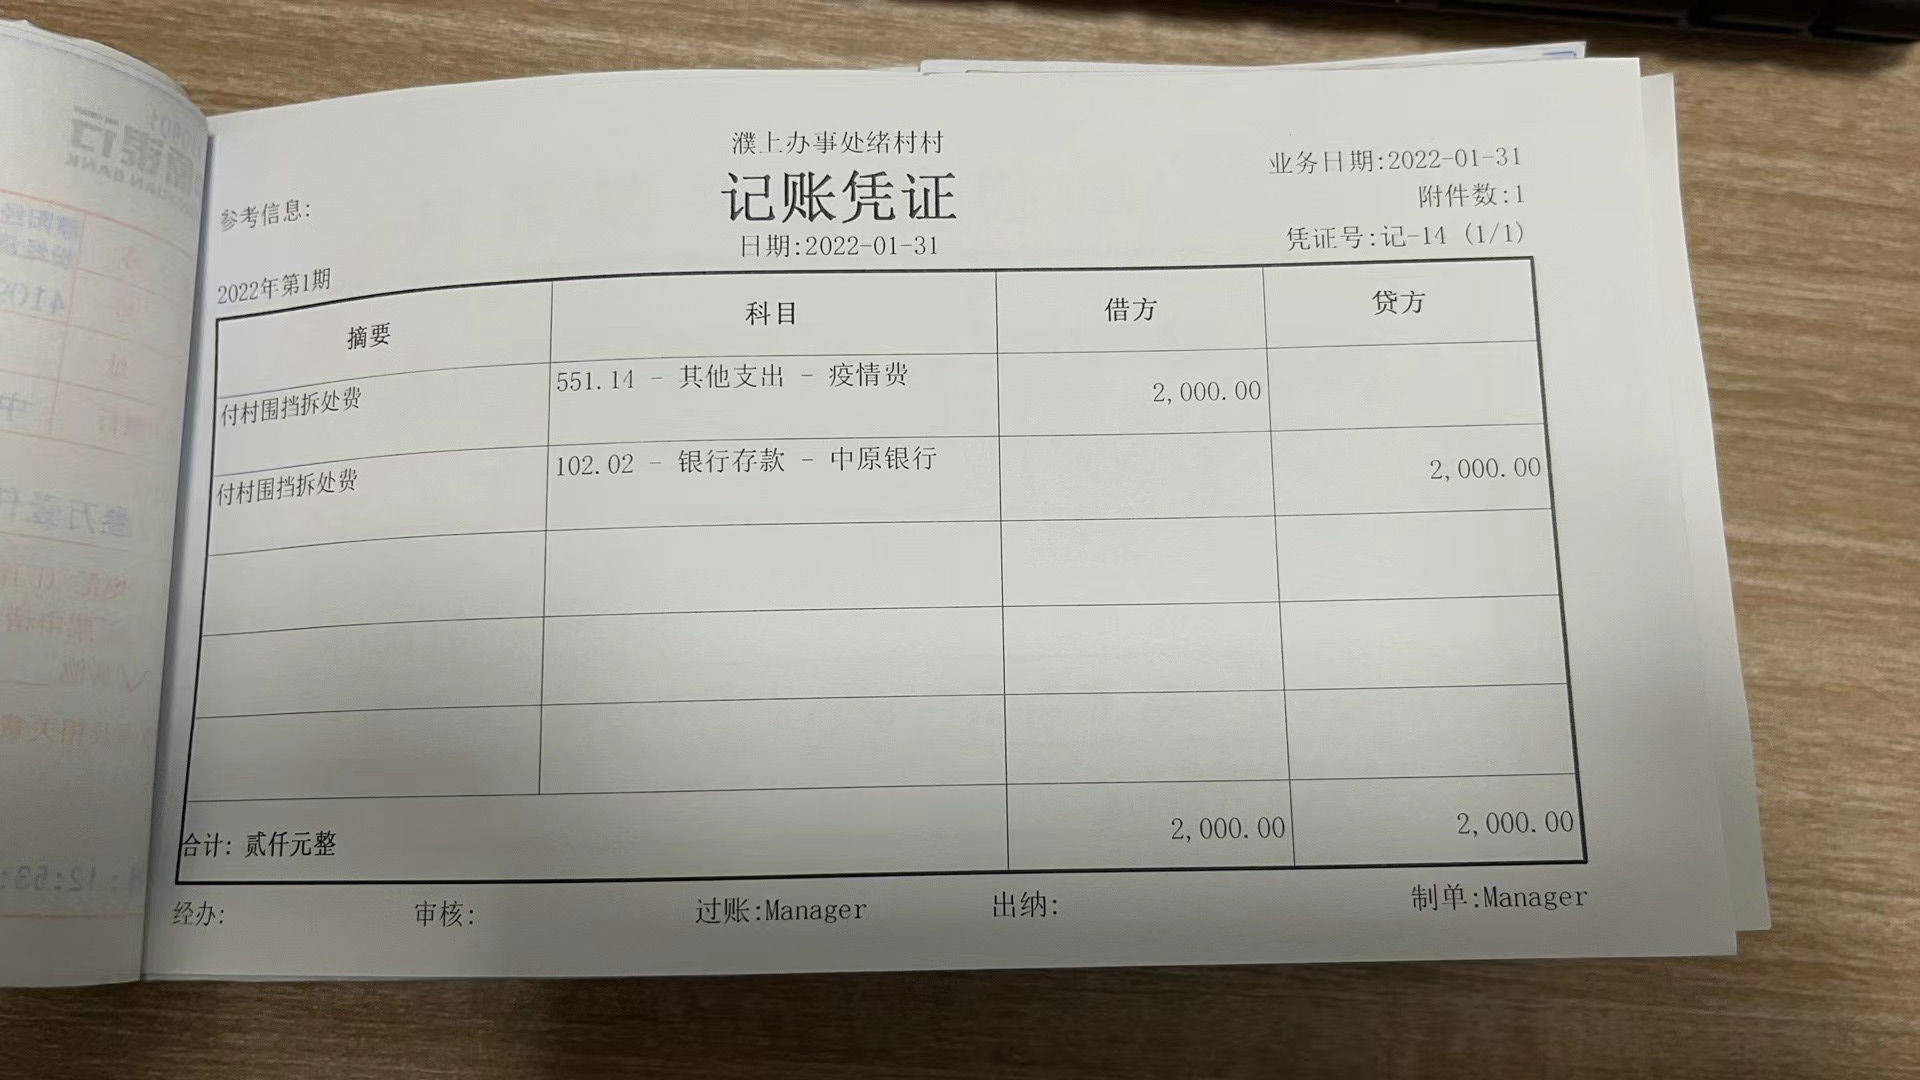 濮上办事处绪村村
记账凭证
日期:2022-01-31
业务日期:2022-01-31
附件数:1
凭证号:记-14 (1/1)
参考信息:
2022年第1期
摘要 科目 借方 贷方
付村围挡拆处费 551.14 - 其他支出 - 疫情费 2,000.00
付村围挡拆处费 102.02 - 银行存款 - 中原银行 2,000.00
合计: 贰仟元整 2,000.00 2,000.00
经办: 审核: 过账:Manager 出纳: 制单:Manager